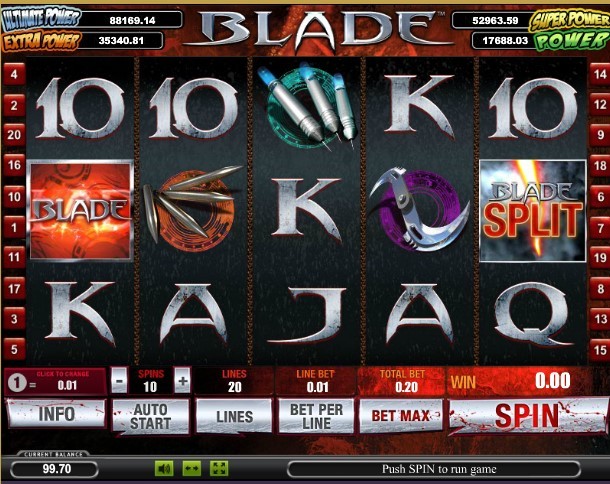 ULTIMATE POWER 88169.14 BLADE™ 52963.59 SUPER POWER
EXTRA POWER 35340.81 17688.03 POWER
4 10 10 K 10 14
2 12
20 13
16 BLADE K BLADE SPLIT 18
10 6
1 7
11 19
17 K A J A Q 8
3 13
5 15
CLICK TO CHANGE SPINS LINES LINE BET TOTAL BET WIN 0.00
1 = 0.01 - 10 + 20 0.01 0.20
INFO AUTO START LINES BET PER LINE BET MAX SPIN
CURRENT BALANCE
99.70 Push SPIN to run game